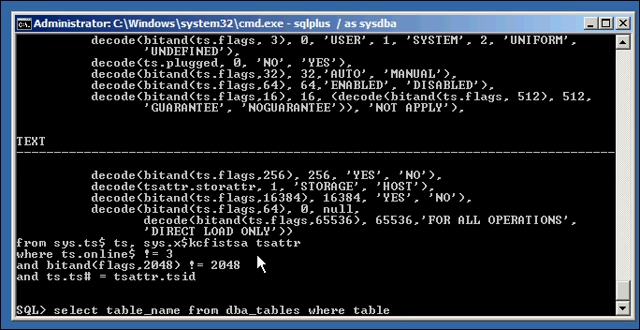 Administrator: C:\Windows\system32\cmd.exe - sqlplus / as sysdba
decode(bitand(ts.flags, 3), 0, 'USER', 1, 'SYSTEM', 2, 'UNIFORM',
'UNDEFINED'),
decode(ts.plugged, 0, 'NO', 'YES'),
decode(bitand(ts.flags,32), 32,'AUTO', 'MANUAL'),
decode(bitand(ts.flags,64), 64,'ENABLED', 'DISABLED'),
decode(bitand(ts.flags,16), 16, (decode(bitand(ts.flags, 512), 512,
'GUARANTEE', 'NOGUARANTEE')), 'NOT APPLY'),
TEXT
--------------------------------------------------------------------------------
decode(bitand(ts.flags,256), 256, 'YES', 'NO'),
decode(tsattr.storattr, 1, 'STORAGE', 'HOST'),
decode(bitand(ts.flags,16384), 16384, 'YES', 'NO'),
decode(bitand(ts.flags,64), 0, null,
decode(bitand(ts.flags,65536), 65536,'FOR ALL OPERATIONS',
'DIRECT LOAD ONLY'))
from sys.ts$ ts, sys.x$kcfistsa tsattr
where ts.online$ != 3
and bitand(flags,2048) != 2048
and ts.ts# = tsattr.tsid
SQL> select table_name from dba_tables where table